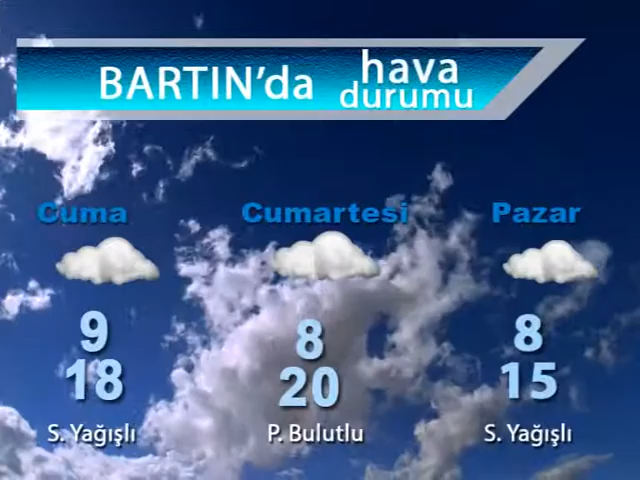 BARTIN'da hava durumu
Cuma Cumartesi Pazar
9 8 8
18 20 15
S. Yağışlı P. Bulutlu S. Yağışlı